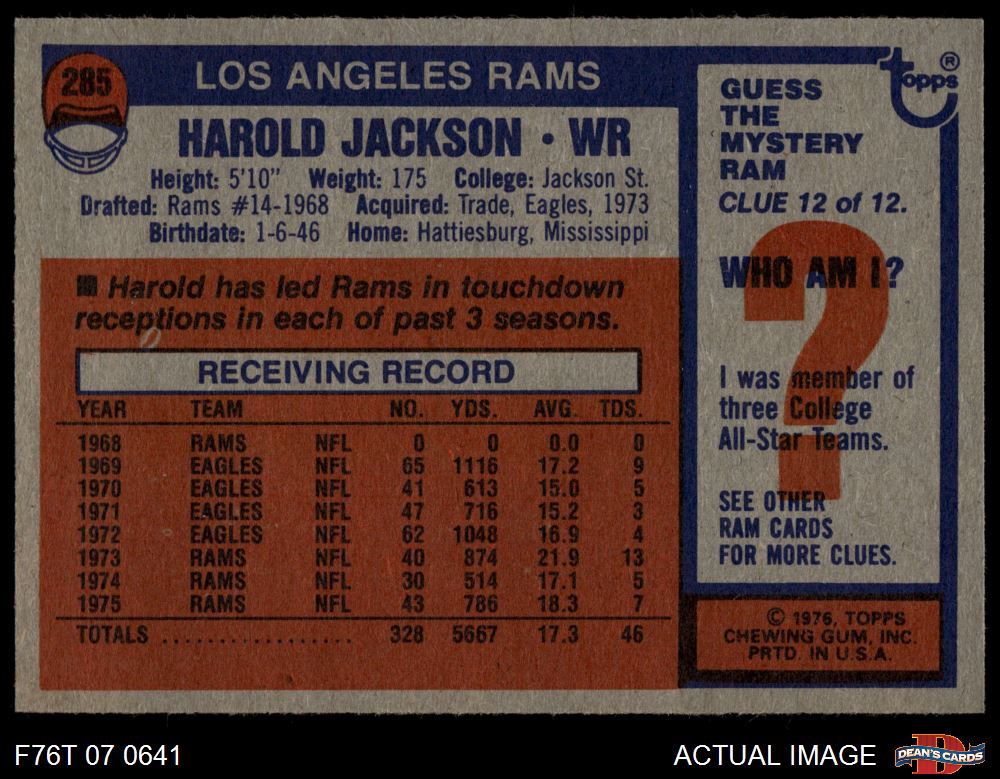 285
LOS ANGELES RAMS
HAROLD JACKSON • WR
Height: 5'10" Weight: 175 College: Jackson St.
Drafted: Rams #14-1968 Acquired: Trade, Eagles, 1973
Birthdate: 1-6-46 Home: Hattiesburg, Mississippi
■ Harold has led Rams in touchdown
receptions in each of past 3 seasons.
RECEIVING RECORD
YEAR TEAM NO. YDS. AVG. TDS.
1968 RAMS NFL 0 0 0.0 0
1969 EAGLES NFL 65 1116 17.2 9
1970 EAGLES NFL 41 613 15.0 5
1971 EAGLES NFL 47 716 15.2 3
1972 EAGLES NFL 62 1048 16.9 4
1973 RAMS NFL 40 874 21.9 13
1974 RAMS NFL 30 514 17.1 5
1975 RAMS NFL 43 786 18.3 7
TOTALS .................. 328 5667 17.3 46
topps ®
GUESS
THE
MYSTERY
RAM
CLUE 12 of 12.
?
WHO AM I?
I was member of
three College
All-Star Teams.
SEE OTHER
RAM CARDS
FOR MORE CLUES.
© 1976, TOPPS
CHEWING GUM, INC.
PRTD. IN U.S.A.
F76T 07 0641
ACTUAL IMAGE
DEAN'S CARDS